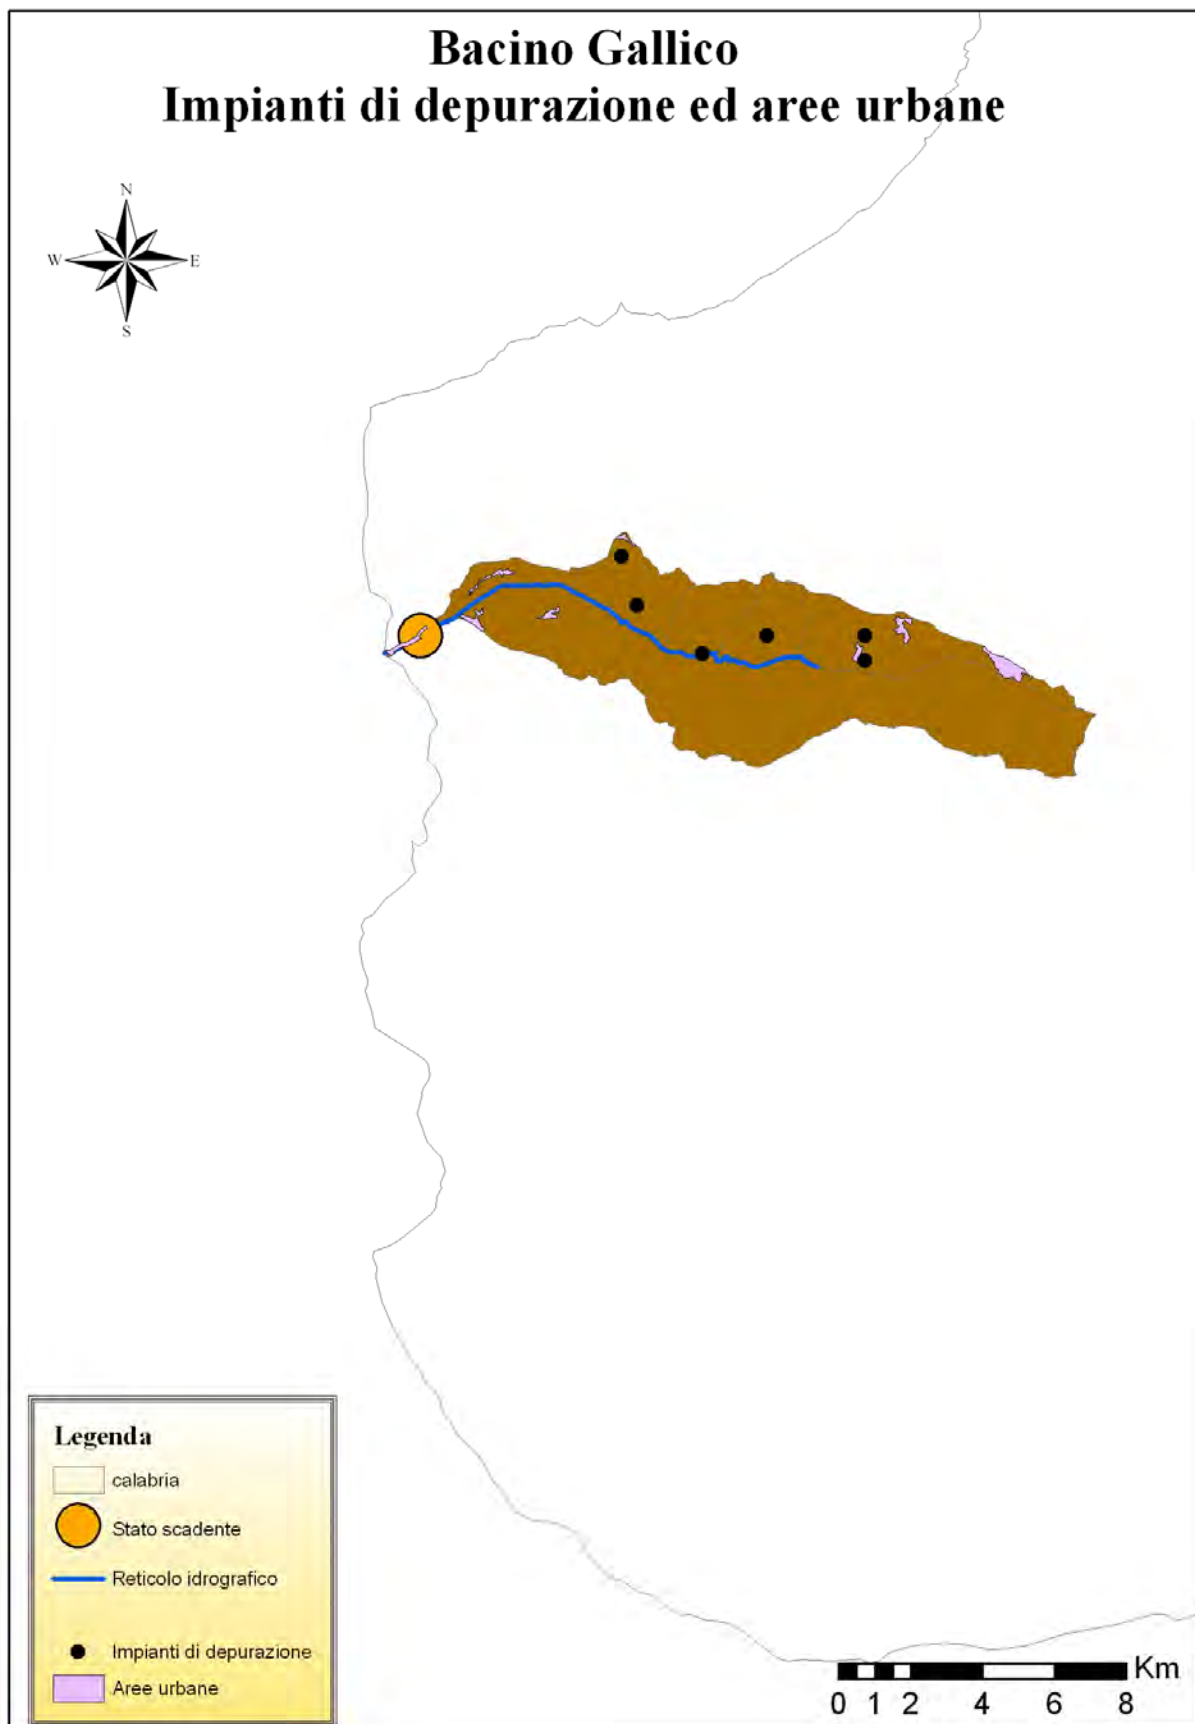 Bacino Gallico
Impianti di depurazione ed aree urbane
N
W E
S
Legenda
calabria
Stato scadente
Reticolo idrografico
Impianti di depurazione
Aree urbane
Km
0 1 2 4 6 8